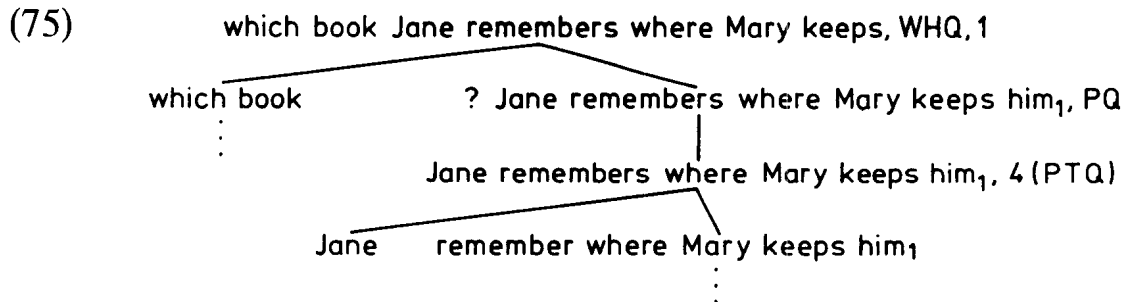 (75) which book Jane remembers where Mary keeps, WHQ, 1
which book ? Jane remembers where Mary keeps him₁, PQ
Jane remembers where Mary keeps him₁, 4 (PTQ)
Jane remember where Mary keeps him₁